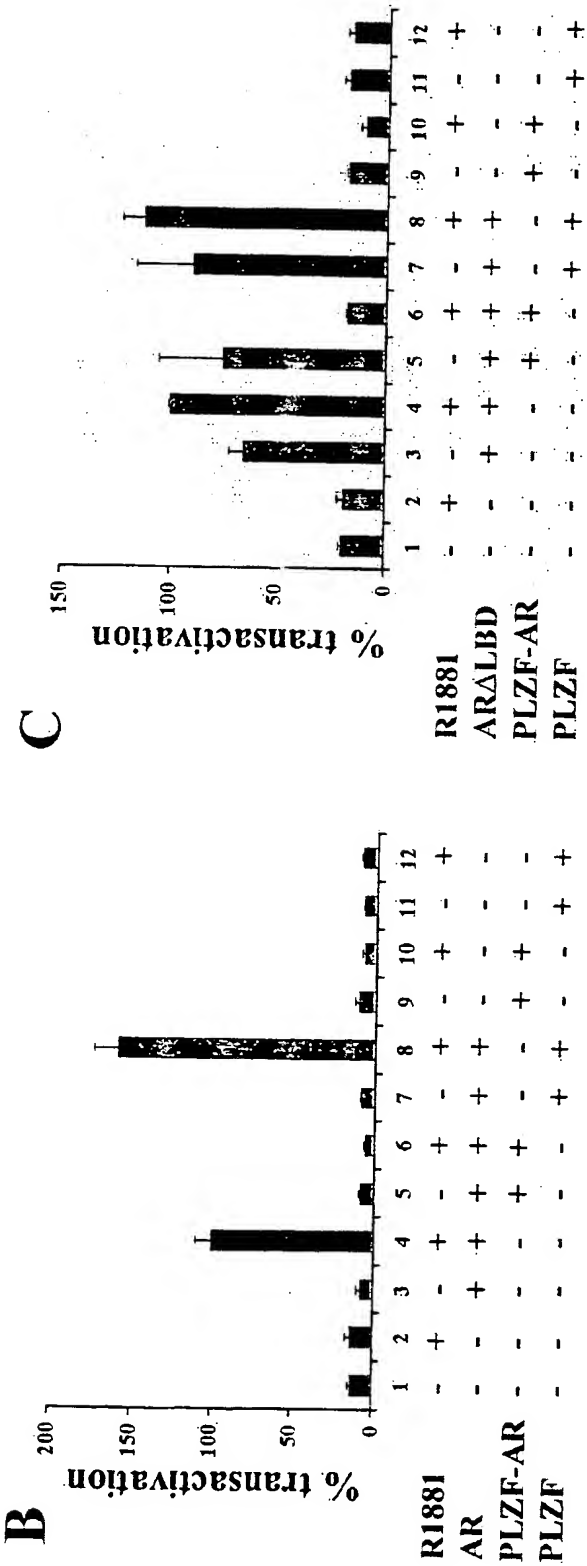 B
% transactivation
200
150
100
50
0
1 2 3 4 5 6 7 8 9 10 11 12
R1881 - + - + - + - + - + - +
AR - - + + + + + + - - - -
PLZF-AR - - - - + + - - + + - -
PLZF - - - - - - + + - - + +
C
% transactivation
150
100
50
0
1 2 3 4 5 6 7 8 9 10 11 12
R1881 - + - + - + - + - + - +
ARΔLBD - - + + + + + + - - - -
PLZF-AR - - - - + + - - + + - -
PLZF - - - - - - + + - - + +